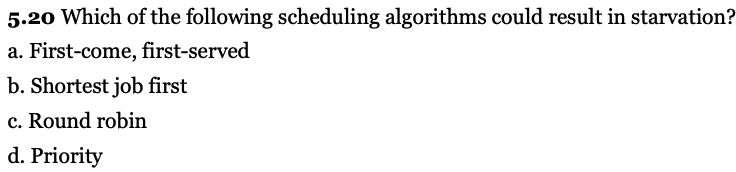 5.20 Which of the following scheduling algorithms could result in starvation?
a. First-come, first-served
b. Shortest job first
c. Round robin
d. Priority